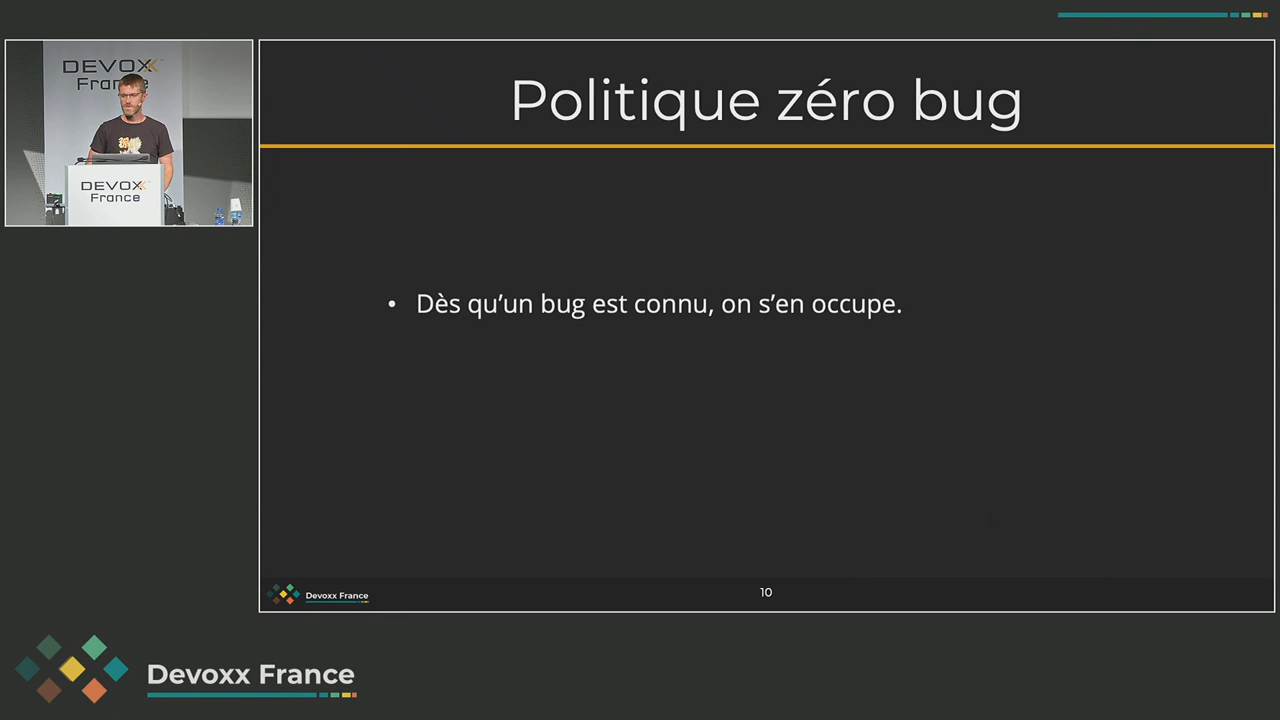 DEVOXX
France
DEVOXX
France
Politique zéro bug
• Dès qu’un bug est connu, on s’en occupe.
Devoxx France
10
Devoxx France